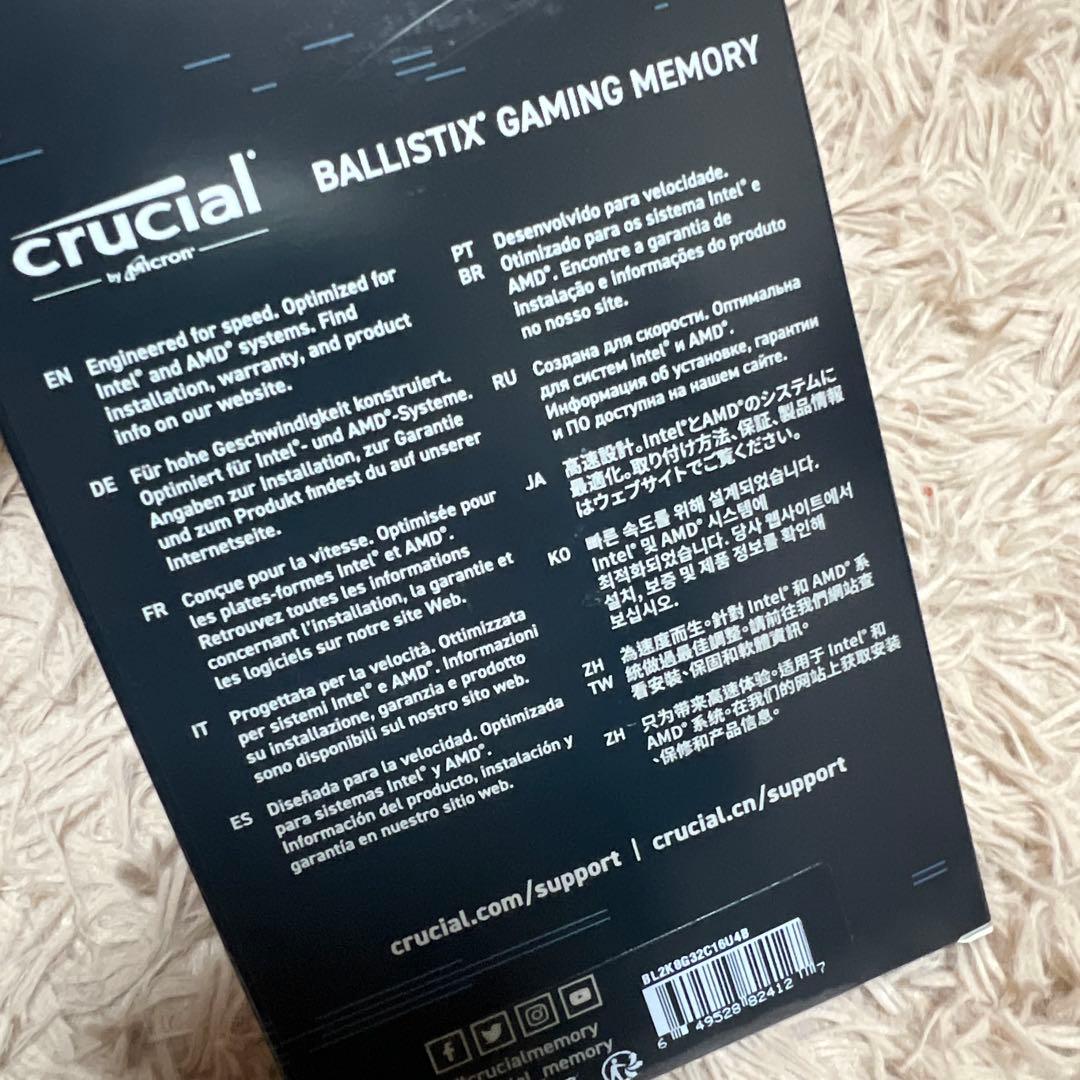 crucial®
by Micron®
BALLISTIX® GAMING MEMORY
EN
Engineered for speed. Optimized for
Intel® and AMD® systems. Find
installation, warranty, and product
info on our website.
DE
Für hohe Geschwindigkeit konstruiert.
Optimiert für Intel®- und AMD®-Systeme.
Angaben zur Installation, zur Garantie
und zum Produkt findest du auf unserer
Internetseite.
FR
Conçue pour la vitesse. Optimisée pour
les plates-formes Intel® et AMD®.
Retrouvez toutes les informations
concernant l'installation, la garantie et
les logiciels sur notre site Web.
IT
Progettata per la velocità. Ottimizzata
per sistemi Intel® e AMD®. Informazioni
su installazione, garanzia e prodotto
sono disponibili sul nostro sito web.
ES
Diseñada para la velocidad. Optimizada
para sistemas Intel® y AMD®.
Información del producto, instalación y
garantía en nuestro sitio web.
PT
BR
Desenvolvido para velocidade.
Otimizado para os sistema Intel® e
AMD®. Encontre a garantia de
instalação e informações do produto
no nosso site.
RU
Создана для скорости. Оптимальна
для систем Intel® и AMD®.
Информация об установке, гарантии
и ПО доступна на нашем сайте.
JA
高速設計。Intel®とAMD®のシステムに
最適化。取り付け方法、保証、製品情報
はウェブサイトでご覧ください。
KO
빠른 속도를 위해 설계되었습니다.
Intel® 및 AMD® 시스템에
최적화되었습니다. 당사 웹사이트에서
설치, 보증 및 제품 정보를 확인해
보십시오.
ZH
TW
為速度而生。針對 Intel® 和 AMD® 系
統做過最佳調整。請前往我們網站查
看安裝、保固和軟體資訊。
ZH
只为带来高速体验。适用于 Intel® 和
AMD® 系统。在我们的网站上获取安装
、保修和产品信息。
crucial.com/support | crucial.cn/support
BL2K8G32C16U4B
6 49528 82412 7
crucialmemory
memory